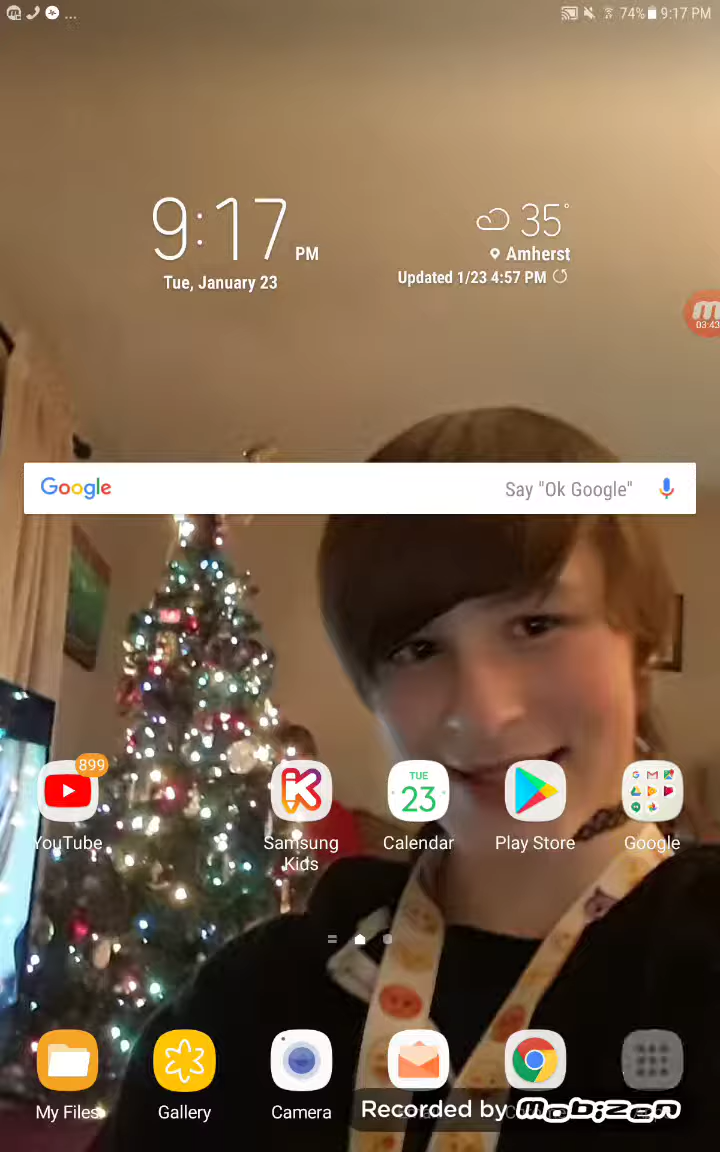 ... 74% 9:17 PM
9:17 PM
35°
Amherst
Tue, January 23
Updated 1/23 4:57 PM
03:43
Google Say "Ok Google"
899
TUE
23
YouTube Samsung Kids Calendar Play Store Google
My Files Gallery Camera
Recorded by mobizen